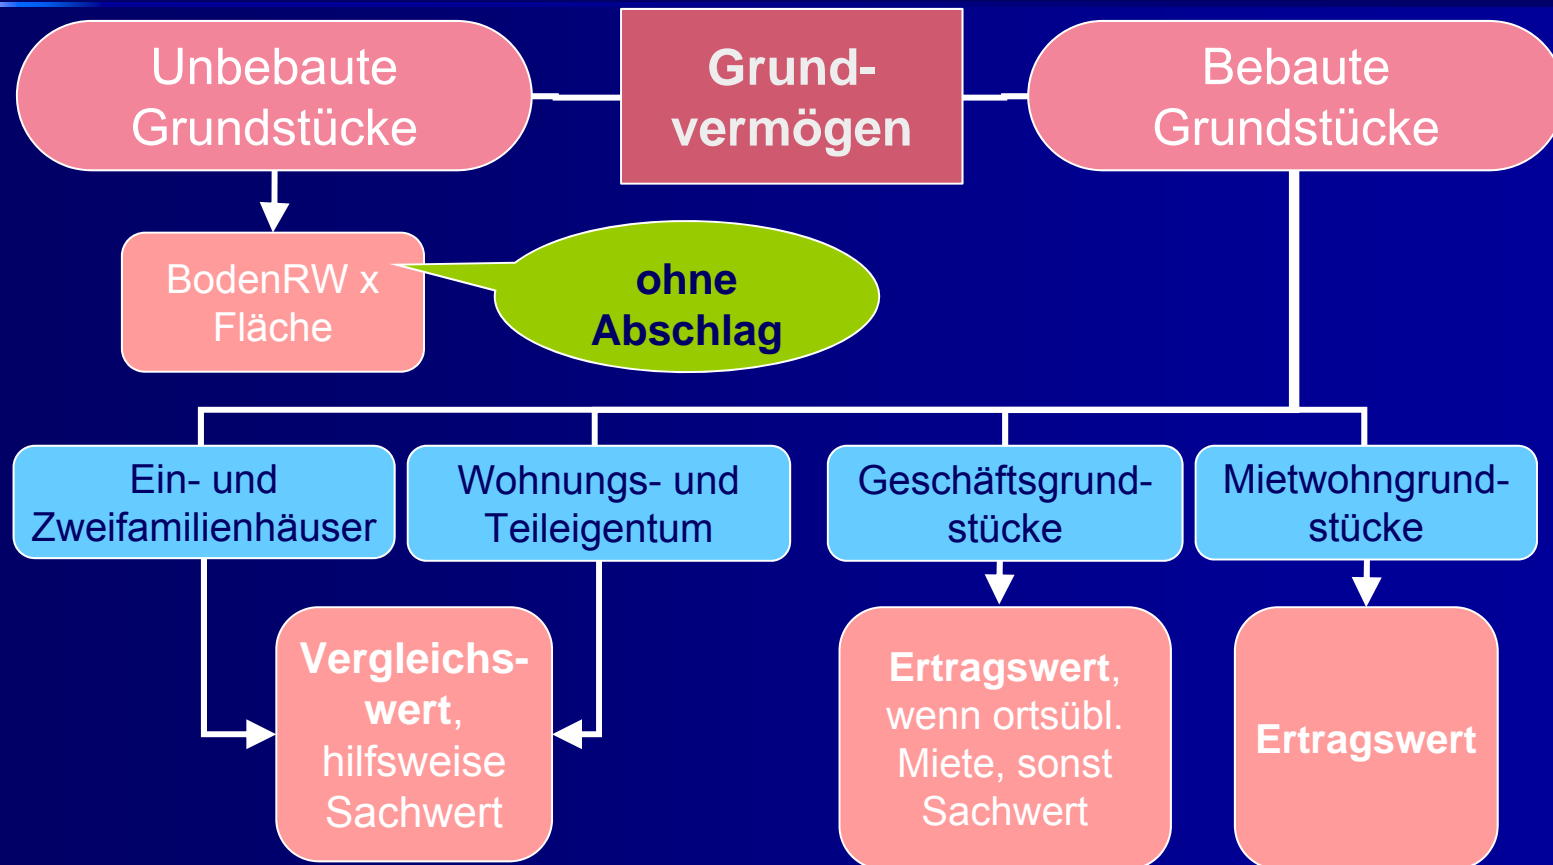 Unbebaute
Grundstücke
Grund-
vermögen
Bebaute
Grundstücke
BodenRW x
Fläche
ohne
Abschlag
Ein- und
Zweifamilienhäuser
Wohnungs- und
Teileigentum
Geschäftsgrund-
stücke
Mietwohngrund-
stücke
Vergleichs-
wert,
hilfsweise
Sachwert
Ertragswert,
wenn ortsübl.
Miete, sonst
Sachwert
Ertragswert